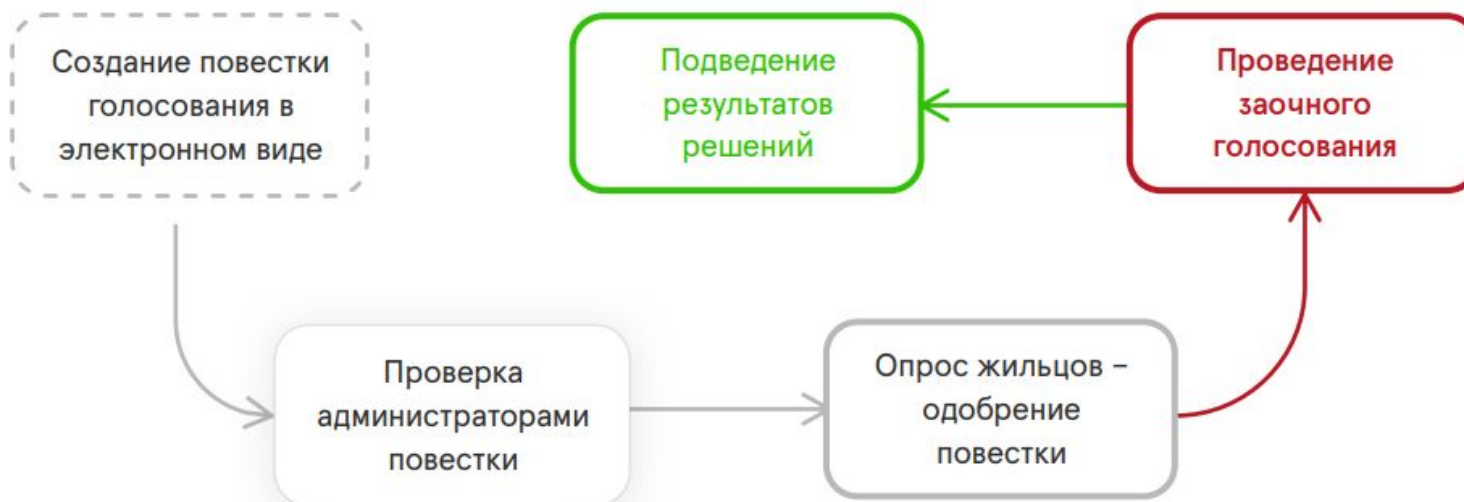 Создание повестки
голосования в
электронном виде
Проверка
администраторами
повестки
Опрос жильцов –
одобрение
повестки
Проведение
заочного
голосования
Подведение
результатов
решений